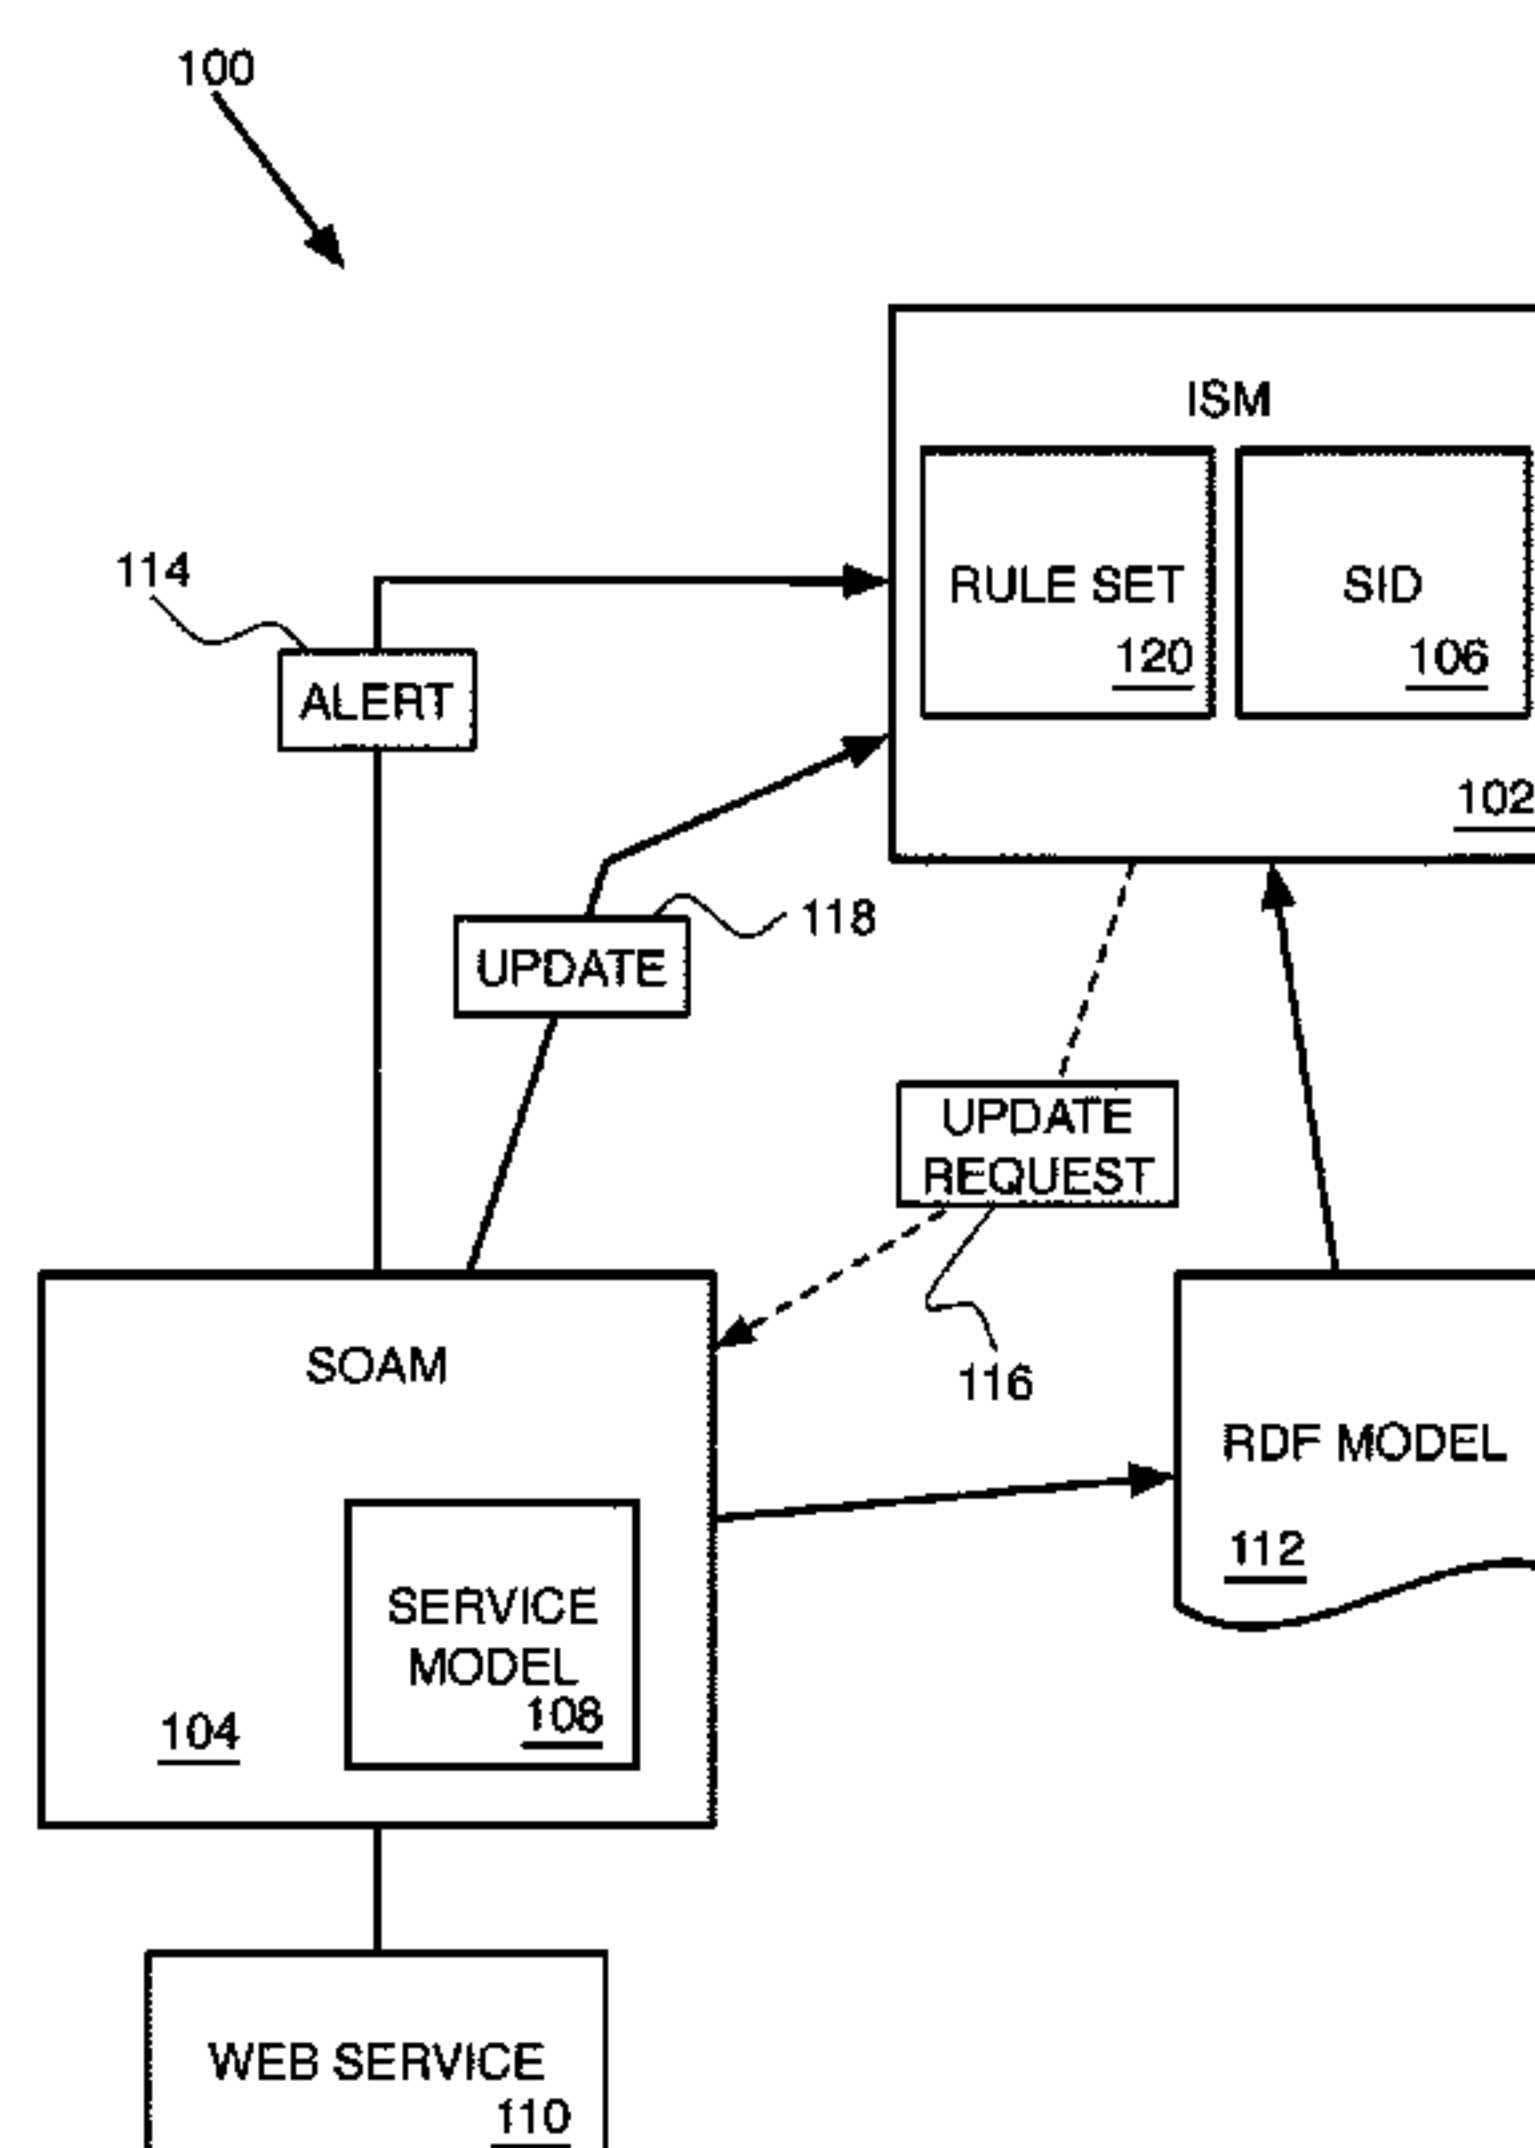 100
ISM
RULE SET
120
SID
106
102
114
ALERT
118
UPDATE
UPDATE
REQUEST
116
SOAM
SERVICE
MODEL
108
104
RDF MODEL
112
WEB SERVICE
110